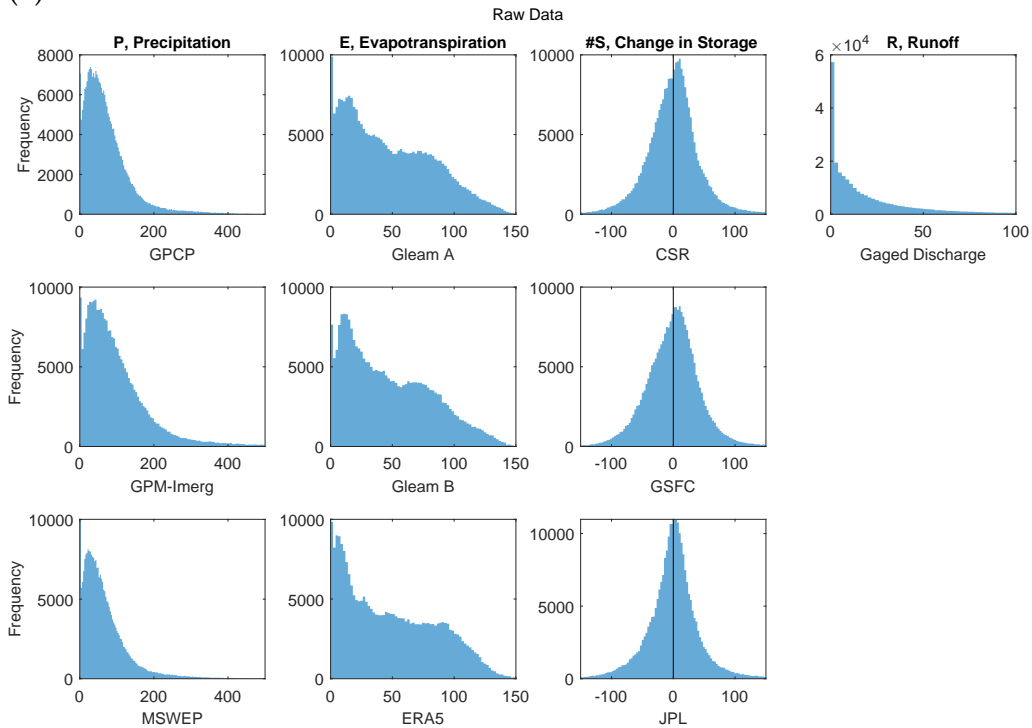 Raw Data
P, Precipitation
E, Evapotranspiration
#S, Change in Storage
R, Runoff
8000
6000
4000
2000
0
Frequency
0 200 400
GPCP
10000
5000
0
0 50 100 150
Gleam A
10000
5000
0
-100 0 100
CSR
×10⁴
6
4
2
0
0 50 100
Gaged Discharge
10000
5000
0
Frequency
0 200 400
GPM-Imerg
10000
5000
0
0 50 100 150
Gleam B
10000
5000
0
-100 0 100
GSFC
10000
5000
0
Frequency
0 200 400
MSWEP
10000
5000
0
0 50 100 150
ERA5
10000
5000
0
-100 0 100
JPL